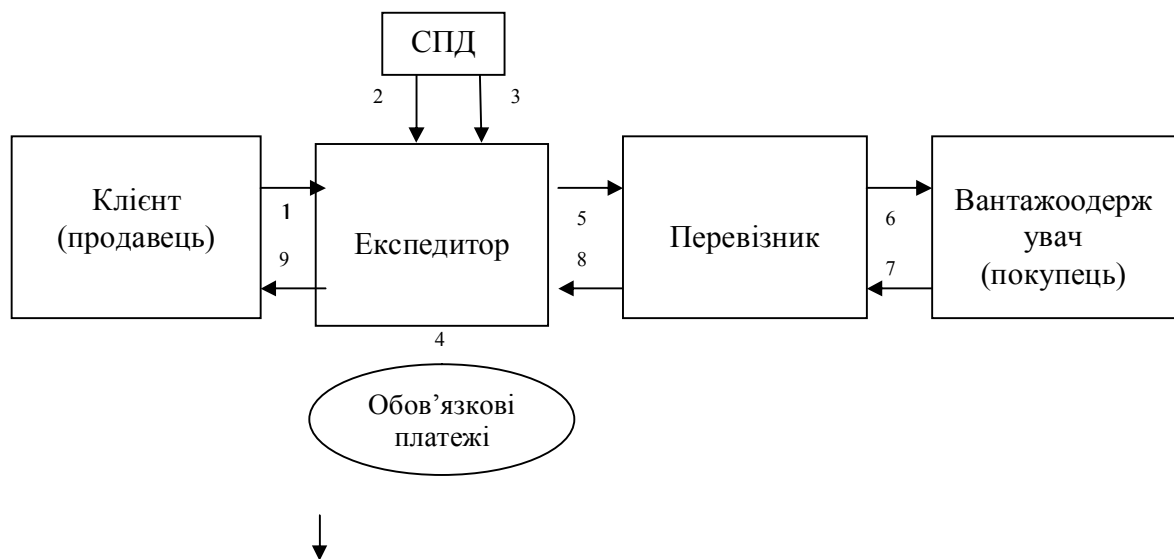 СПД
2
3
Клієнт
(продавець)
1
9
Експедитор
5
8
Перевізник
6
7
Вантажоодерж
увач
(покупець)
4
Обов’язкові
платежі